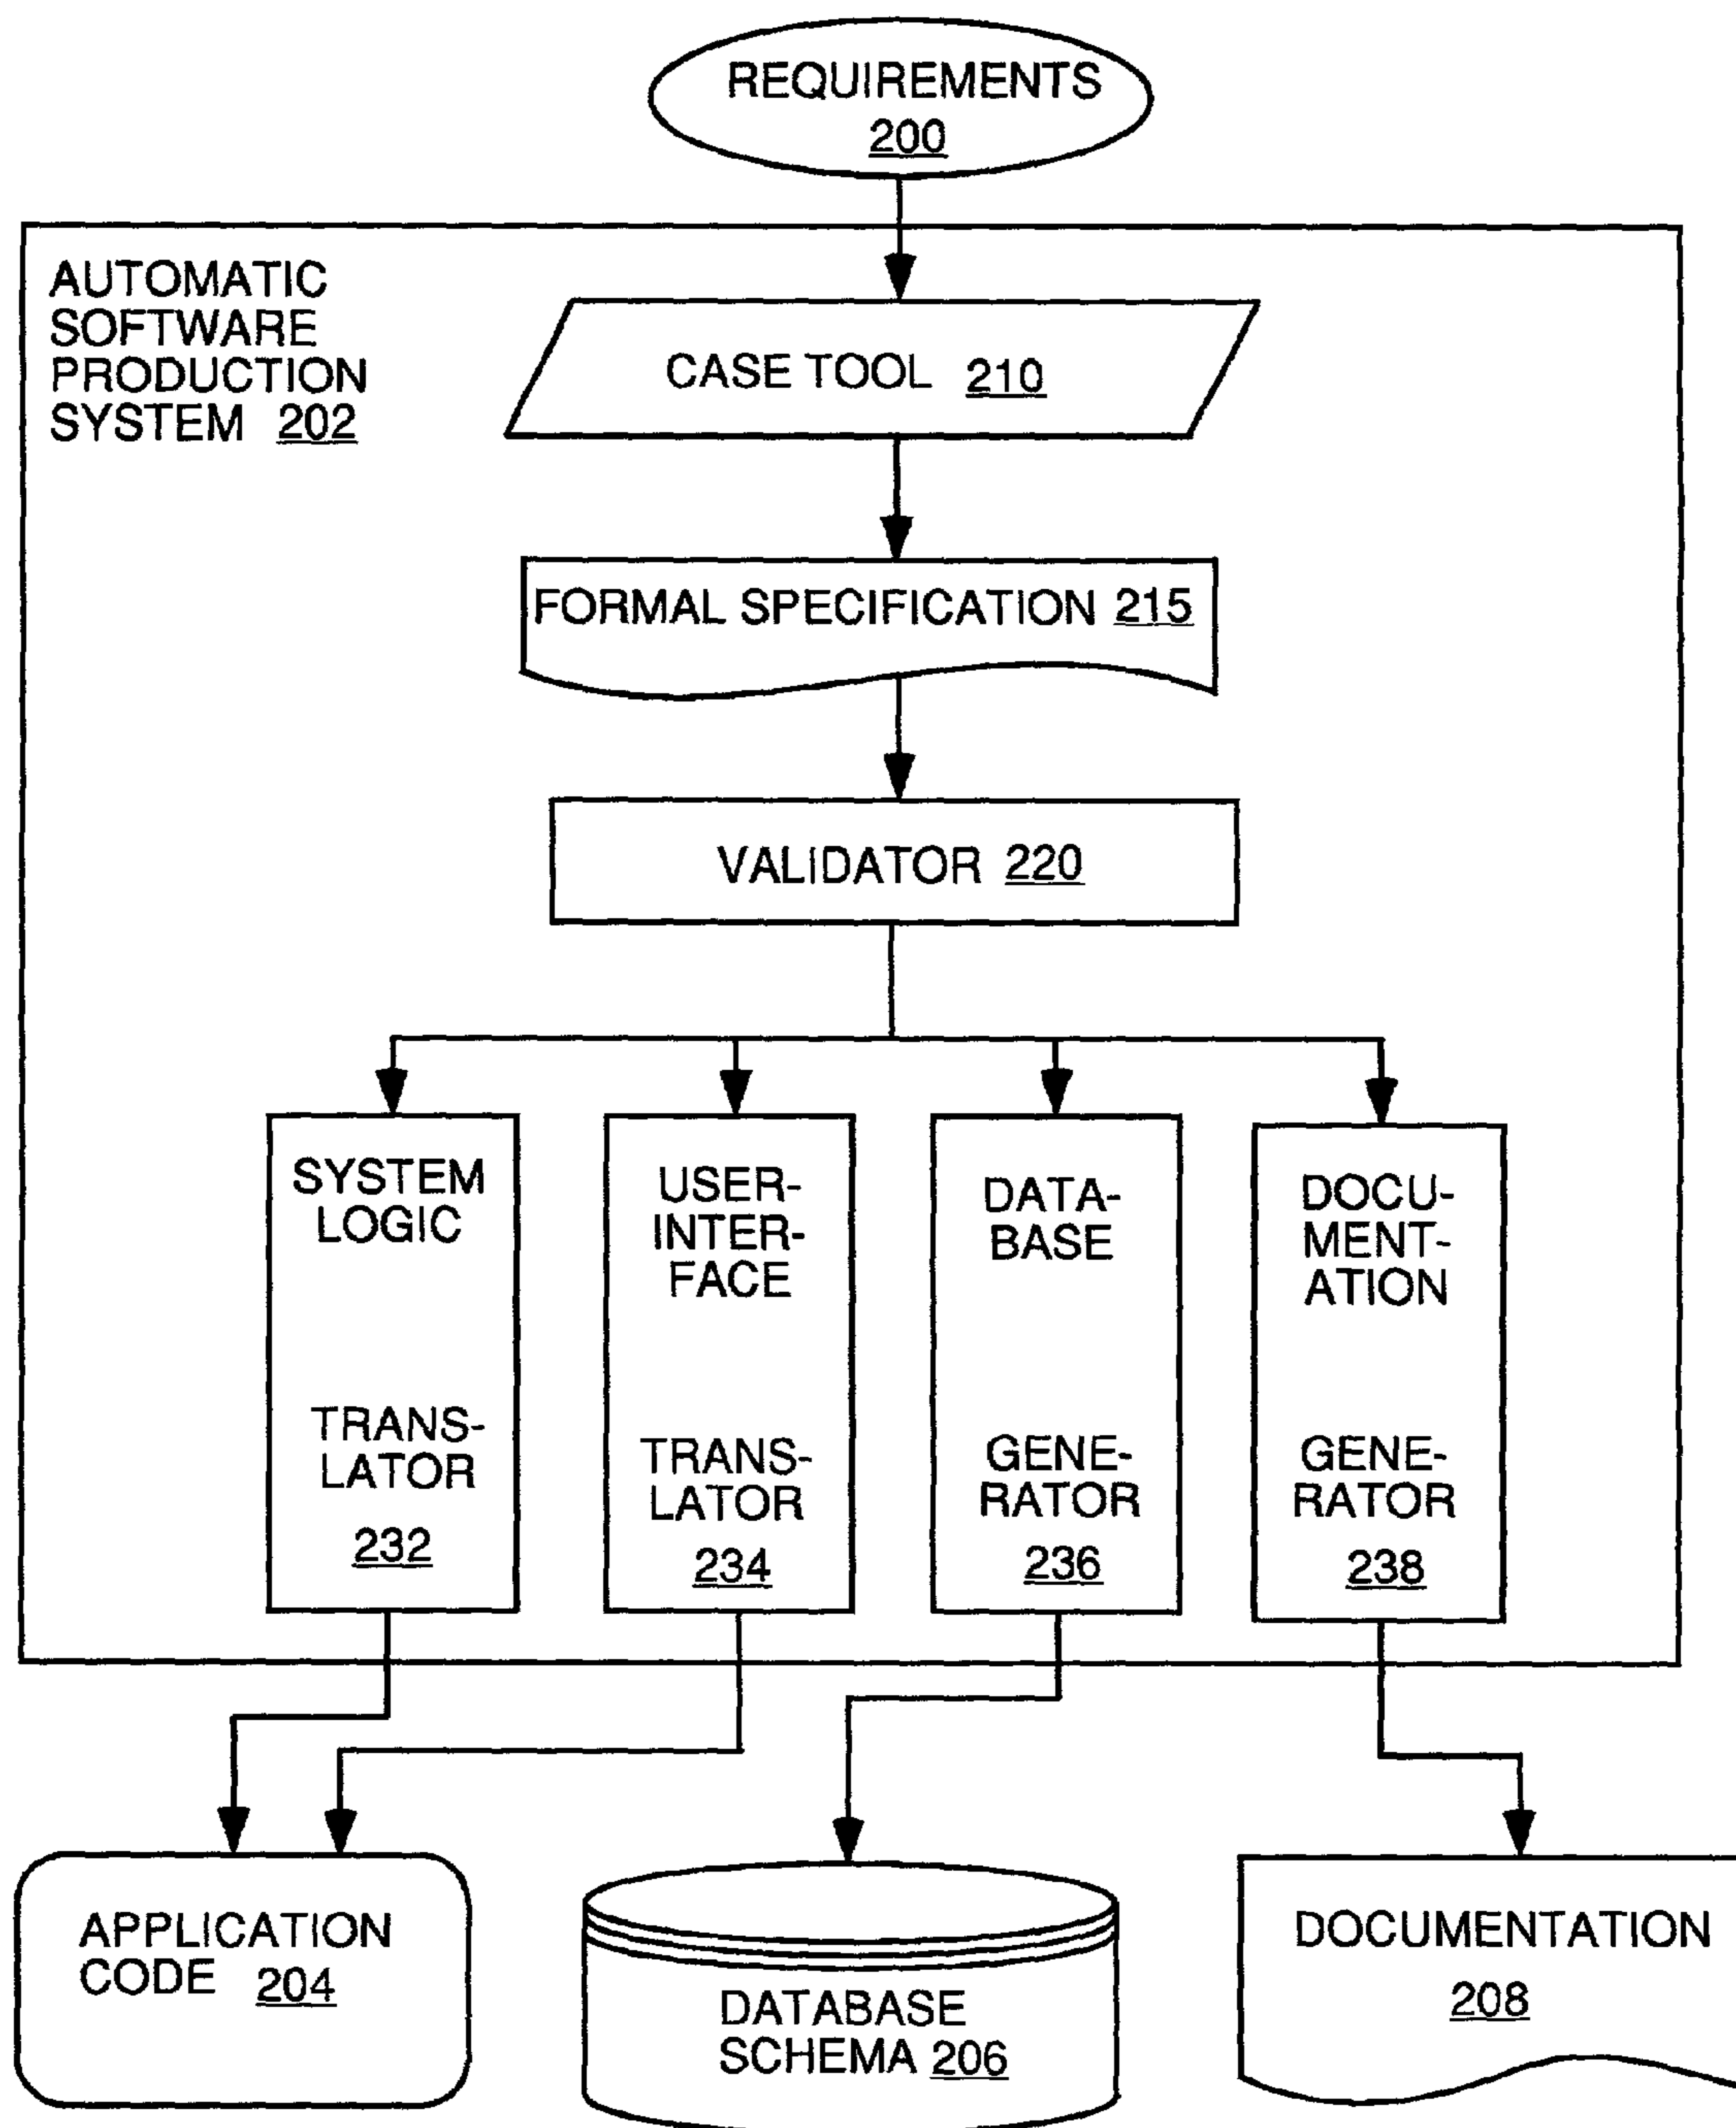 REQUIREMENTS
200
AUTOMATIC
SOFTWARE
PRODUCTION
SYSTEM 202
CASE TOOL 210
FORMAL SPECIFICATION 215
VALIDATOR 220
SYSTEM
LOGIC
TRANS-
LATOR
232
USER-
INTER-
FACE
TRANS-
LATOR
234
DATA-
BASE
GENE-
RATOR
236
DOCU-
MENT-
ATION
GENE-
RATOR
238
APPLICATION
CODE 204
DATABASE
SCHEMA 206
DOCUMENTATION
208